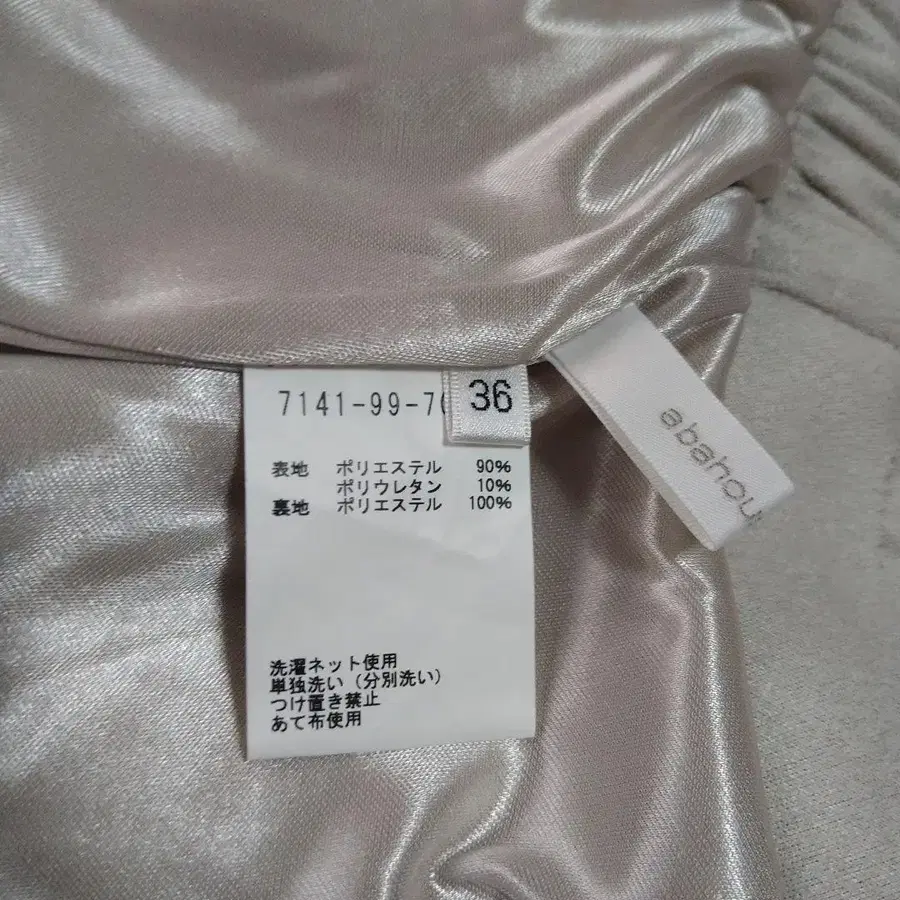 7141-99-7
36
表地 ポリエステル 90%
ポリウレタン 10%
裏地 ポリエステル 100%
洗濯ネット使用
単独洗い（分別洗い）
つけ置き禁止
あて布使用
abahou